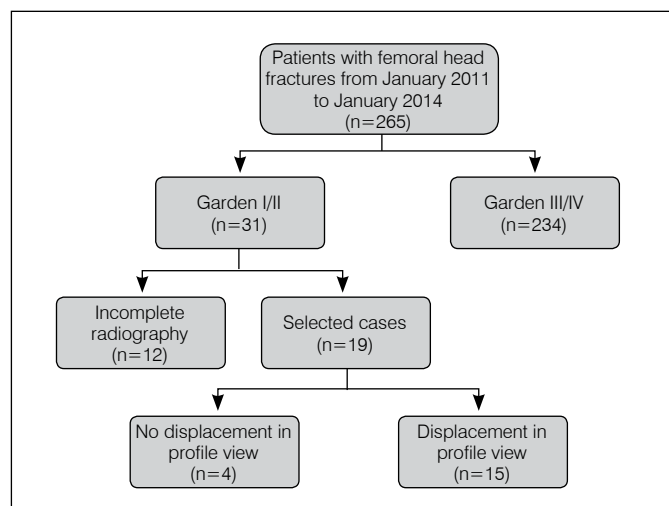 Patients with femoral head
fractures from January 2011
to January 2014
(n=265)
Garden I/II
(n=31)
Garden III/IV
(n=234)
Incomplete
radiography
(n=12)
Selected cases
(n=19)
No displacement in
profile view
(n=4)
Displacement in
profile view
(n=15)